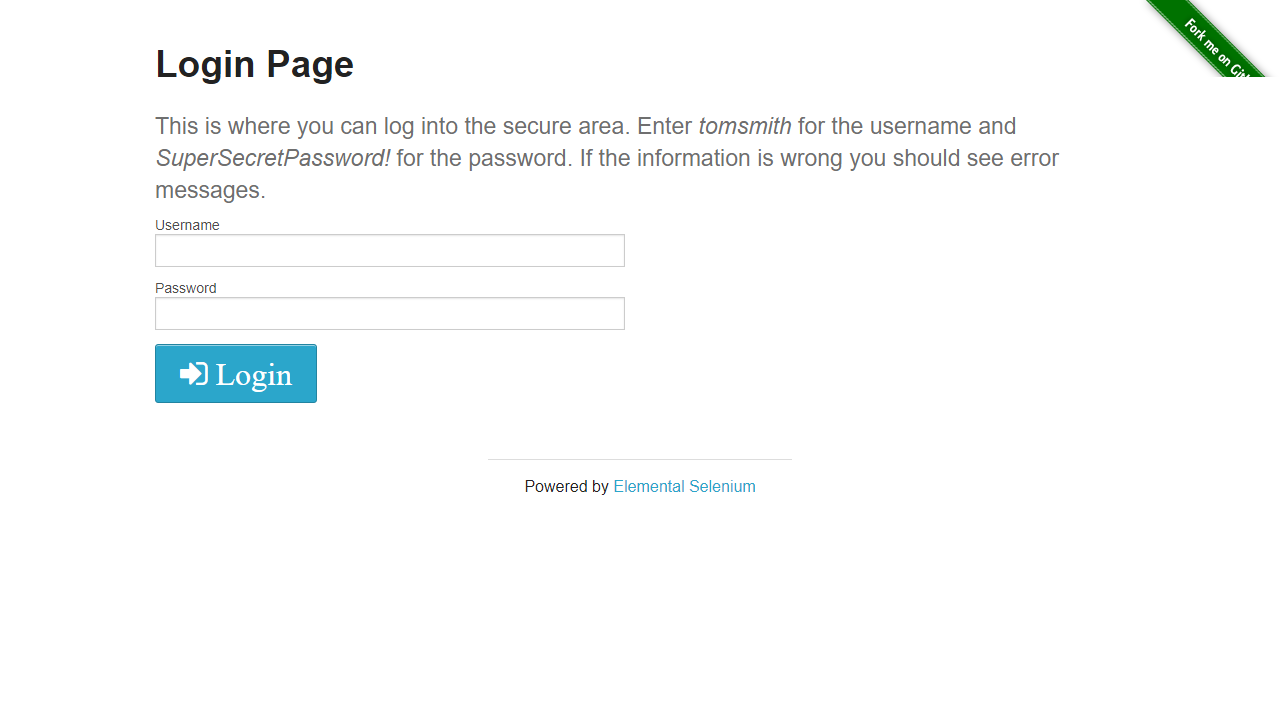 Login Page
This is where you can log into the secure area. Enter tomsmith for the username and
SuperSecretPassword! for the password. If the information is wrong you should see error
messages.
Username
Password
Login
Powered by Elemental Selenium
Fork me on